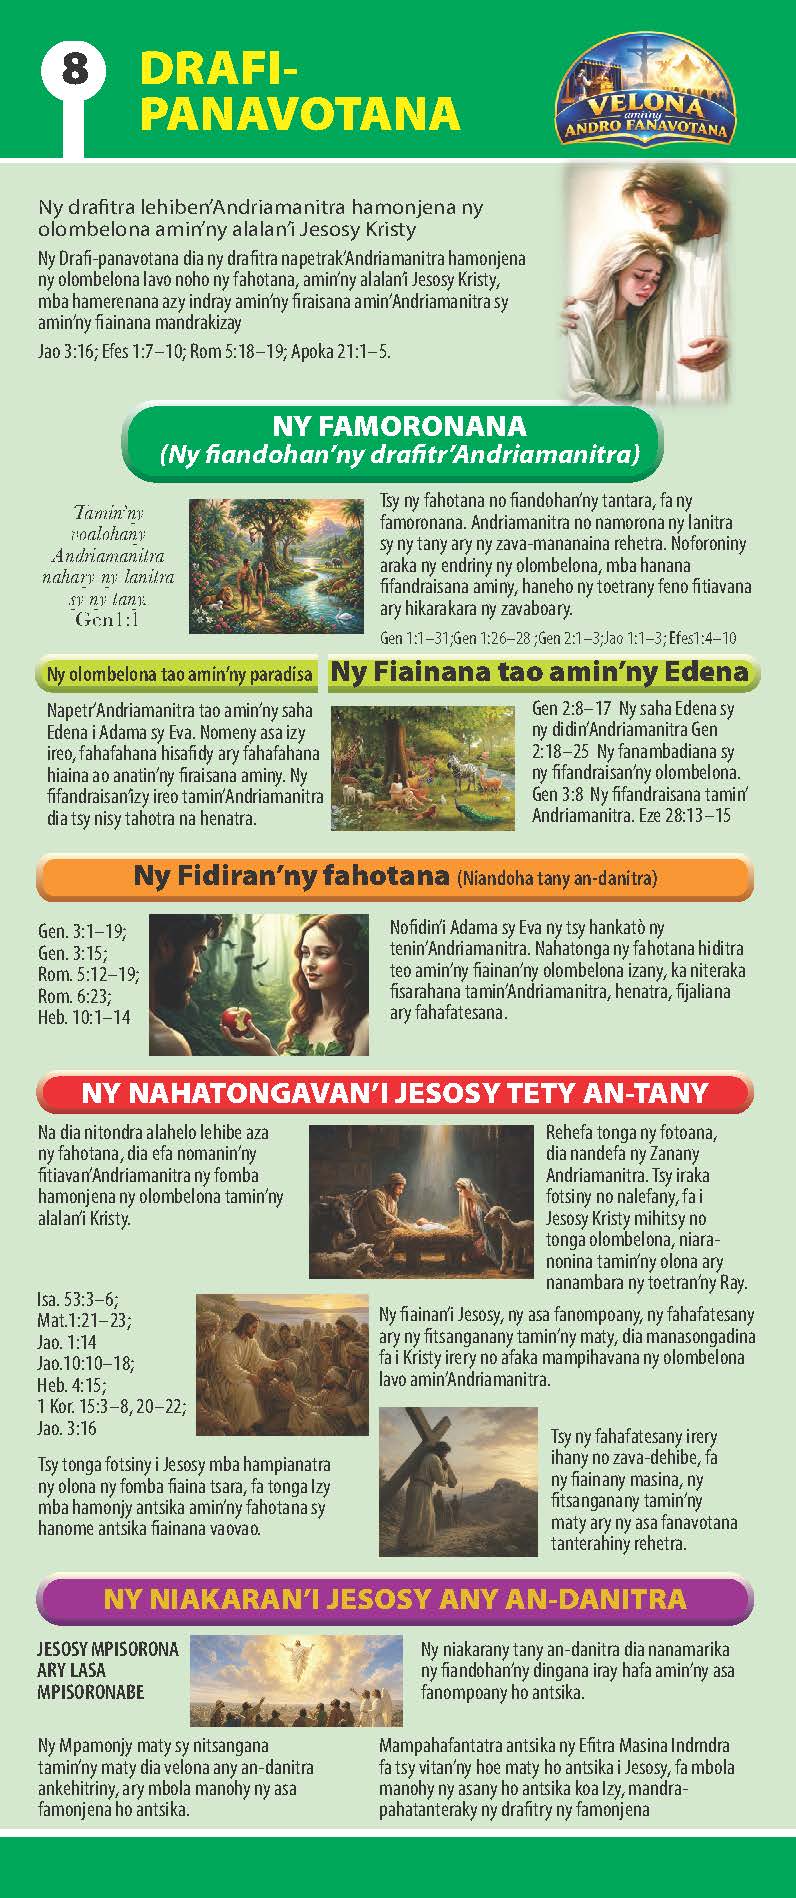 8
DRAFI-
PANAVOTANA
VELONA
amin'ny
ANDRO FANAVOTANA
Ny drafitra lehiben'Andriamanitra hamonjena ny
olombelona amin'ny alalan'i Jesosy Kristy
Ny Drafi-panavotana dia ny drafitra napetrak'Andriamanitra hamonjena
ny olombelona lavo noho ny fahotana, amin'ny alalan'i Jesosy Kristy,
mba hamerenana azy indray amin'ny firaisana amin'Andriamanitra sy
amin'ny fiainana mandrakizay
Jao 3:16; Efes 1:7–10; Rom 5:18–19; Apoka 21:1–5.
NY FAMORONANA
(Ny fiandohan'ny drafitr'Andriamanitra)
'Tamin'ny
voalohany
Andriamanitra
nahary ny lanitra
sy ny tany.
Gen1:1
Tsy ny fahotana no fiandohan'ny tantara, fa ny
famoronana. Andriamanitra no namorona ny lanitra
sy ny tany ary ny zava-mananaina rehetra. Noforoniny
araka ny endriny ny olombelona, mba hanana
fifandraisana aminy, haneho ny toetrany feno fitiavana
ary hikarakara ny zavaboary.
Gen 1:1–31;Gen 1:26–28 ;Gen 2:1–3;Jao 1:1–3; Efes1:4–10
Ny olombelona tao amin'ny paradisa
Napetr'Andriamanitra tao amin'ny saha
Edena i Adama sy Eva. Nomeny asa izy
ireo, fahafahana hisafidy ary fahafahana
hiaina ao anatin'ny firaisana aminy. Ny
fifandraisan'izy ireo tamin'Andriamanitra
dia tsy nisy tahotra na henatra.
Ny Fiainana tao amin'ny Edena
Gen 2:8–17 Ny saha Edena sy
ny didin'Andriamanitra Gen
2:18–25 Ny fanambadiana sy
ny fifandraisan'ny olombelona.
Gen 3:8 Ny fifandraisana tamin'
Andriamanitra. Eze 28:13–15
Ny Fidiran'ny fahotana (Niandoha tany an-danitra)
Gen. 3:1–19;
Gen. 3:15;
Rom. 5:12–19;
Rom. 6:23;
Heb. 10:1–14
Nofidin'i Adama sy Eva ny tsy hankatò ny
tenin'Andriamanitra. Nahatonga ny fahotana hiditra
teo amin'ny fiainan'ny olombelona izany, ka niteraka
fisarahana tamin'Andriamanitra, henatra, fijaliana
ary fahafatesana.
NY NAHATONGAVAN'I JESOSY TETY AN-TANY
Na dia nitondra alahelo lehibe aza
ny fahotana, dia efa nomanin'ny
fitiavan'Andriamanitra ny fomba
hamonjena ny olombelona tamin'ny
alalan'i Kristy.
Rehefa tonga ny fotoana,
dia nandefa ny Zanany
Andriamanitra. Tsy iraka
fotsiny no nalefany, fa i
Jesosy Kristy mihitsy no
tonga olombelona, niara-
nonina tamin'ny olona ary
nanambara ny toetran'ny Ray.
Isa. 53:3–6;
Mat.1:21–23;
Jao. 1:14
Jao.10:10–18;
Heb. 4:15;
1 Kor. 15:3–8, 20–22;
Jao. 3:16
Ny fiainan'i Jesosy, ny asa fanompoany, ny fahafatesany
ary ny fitsanganany tamin'ny maty, dia manasongadina
fa i Kristy irery no afaka mampihavana ny olombelona
lavo amin'Andriamanitra.
Tsy tonga fotsiny i Jesosy mba hampianatra
ny olona ny fomba fiaina tsara, fa tonga Izy
mba hamonjy antsika amin'ny fahotana sy
hanome antsika fiainana vaovao.
Tsy ny fahafatesany irery
ihany no zava-dehibe, fa
ny fiainany masina, ny
fitsanganany tamin'ny
maty ary ny asa fanavotana
tanterahiny rehetra.
NY NIAKARAN'I JESOSY ANY AN-DANITRA
JESOSY MPISORONA
ARY LASA
MPISORONABE
Ny niakarany tany an-danitra dia nanamarika
ny fiandohan'ny dingana iray hafa amin'ny asa
fanompoany ho antsika.
Ny Mpamonjy maty sy nitsangana
tamin'ny maty dia velona any an-danitra
ankehitriny, ary mbola manohy ny asa
famonjena ho antsika.
Mampahafantatra antsika ny Efitra Masina Indrndra
fa tsy vitan'ny hoe maty ho antsika i Jesosy, fa mbola
manohy ny asany ho antsika koa Izy, mandra-
pahatanteraky ny drafitry ny famonjena